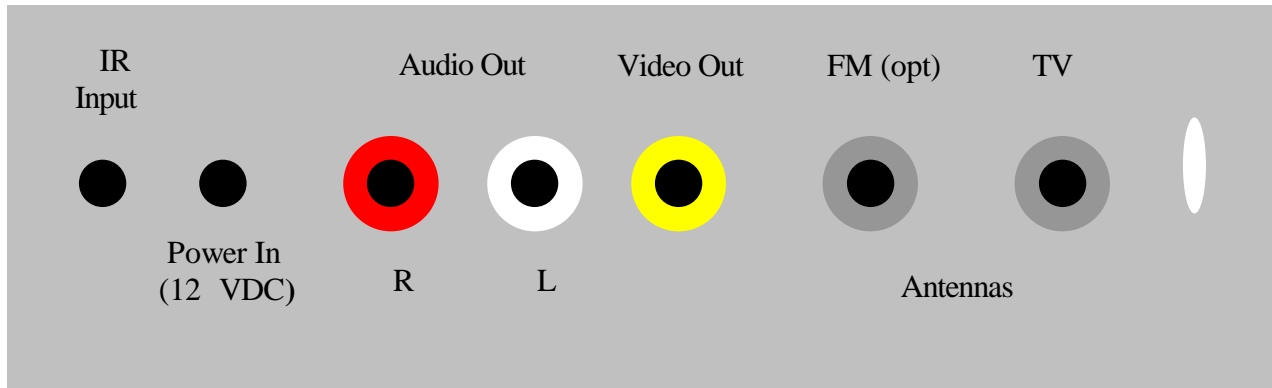 IR
Input
Audio Out
Video Out
FM (opt)
TV
Power In
(12 VDC)
R
L
Antennas